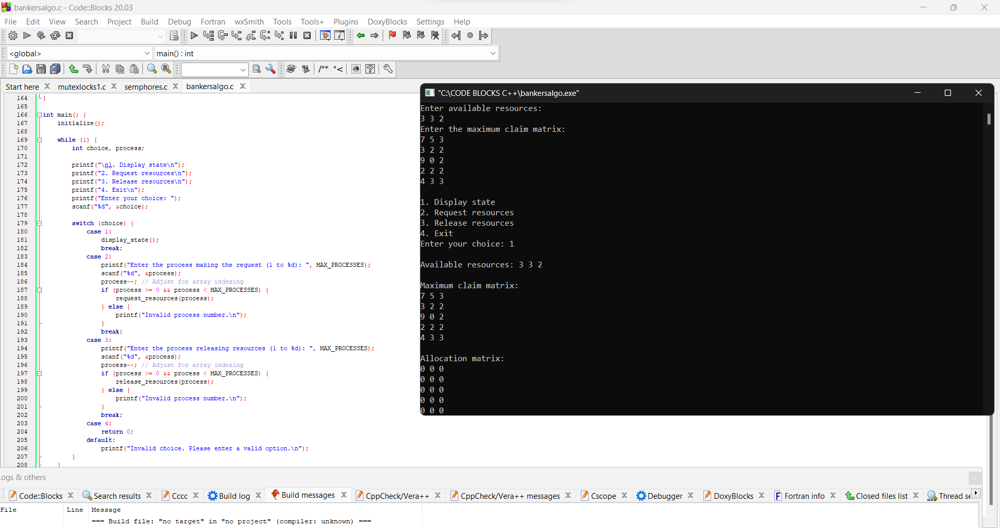 bankersalgo.c - Code::Blocks 20.03
File Edit View Search Project Build Debug Fortran wxSmith Tools Tools+ Plugins DoxyBlocks Settings Help
<global> main() : int
/** *<
Start here mutexlocks1.c semphores.c bankersalgo.c
164 }
165
166 int main() {
167 initialize();
168
169 while (1) {
170 int choice, process;
171
172 printf("\n1. Display state\n");
173 printf("2. Request resources\n");
174 printf("3. Release resources\n");
175 printf("4. Exit\n");
176 printf("Enter your choice: ");
177 scanf("%d", &choice);
178
179 switch (choice) {
180 case 1:
181 display_state();
182 break;
183 case 2:
184 printf("Enter the process making the request (1 to %d): ", MAX_PROCESSES);
185 scanf("%d", &process);
186 process--; // Adjust for array indexing
187 if (process >= 0 && process < MAX_PROCESSES) {
188 request_resources(process);
189 } else {
190 printf("Invalid process number.\n");
191 }
192 break;
193 case 3:
194 printf("Enter the process releasing resources (1 to %d): ", MAX_PROCESSES);
195 scanf("%d", &process);
196 process--; // Adjust for array indexing
197 if (process >= 0 && process < MAX_PROCESSES) {
198 release_resources(process);
199 } else {
200 printf("Invalid process number.\n");
201 }
202 break;
203 case 4:
204 return 0;
205 default:
206 printf("Invalid choice. Please enter a valid option.\n");
207 }
208 }
"C:\CODE BLOCKS C++\bankersalgo.exe"
Enter available resources:
3 3 2
Enter the maximum claim matrix:
7 5 3
3 2 2
9 0 2
2 2 2
4 3 3
1. Display state
2. Request resources
3. Release resources
4. Exit
Enter your choice: 1
Available resources: 3 3 2
Maximum claim matrix:
7 5 3
3 2 2
9 0 2
2 2 2
4 3 3
Allocation matrix:
0 0 0
0 0 0
0 0 0
0 0 0
0 0 0
ogs & others
Code::Blocks Search results Cccc Build log Build messages CppCheck/Vera++ CppCheck/Vera++ messages Cscope Debugger DoxyBlocks Fortran info Closed files list Thread se
File Line Message
=== Build file: "no target" in "no project" (compiler: unknown) ===